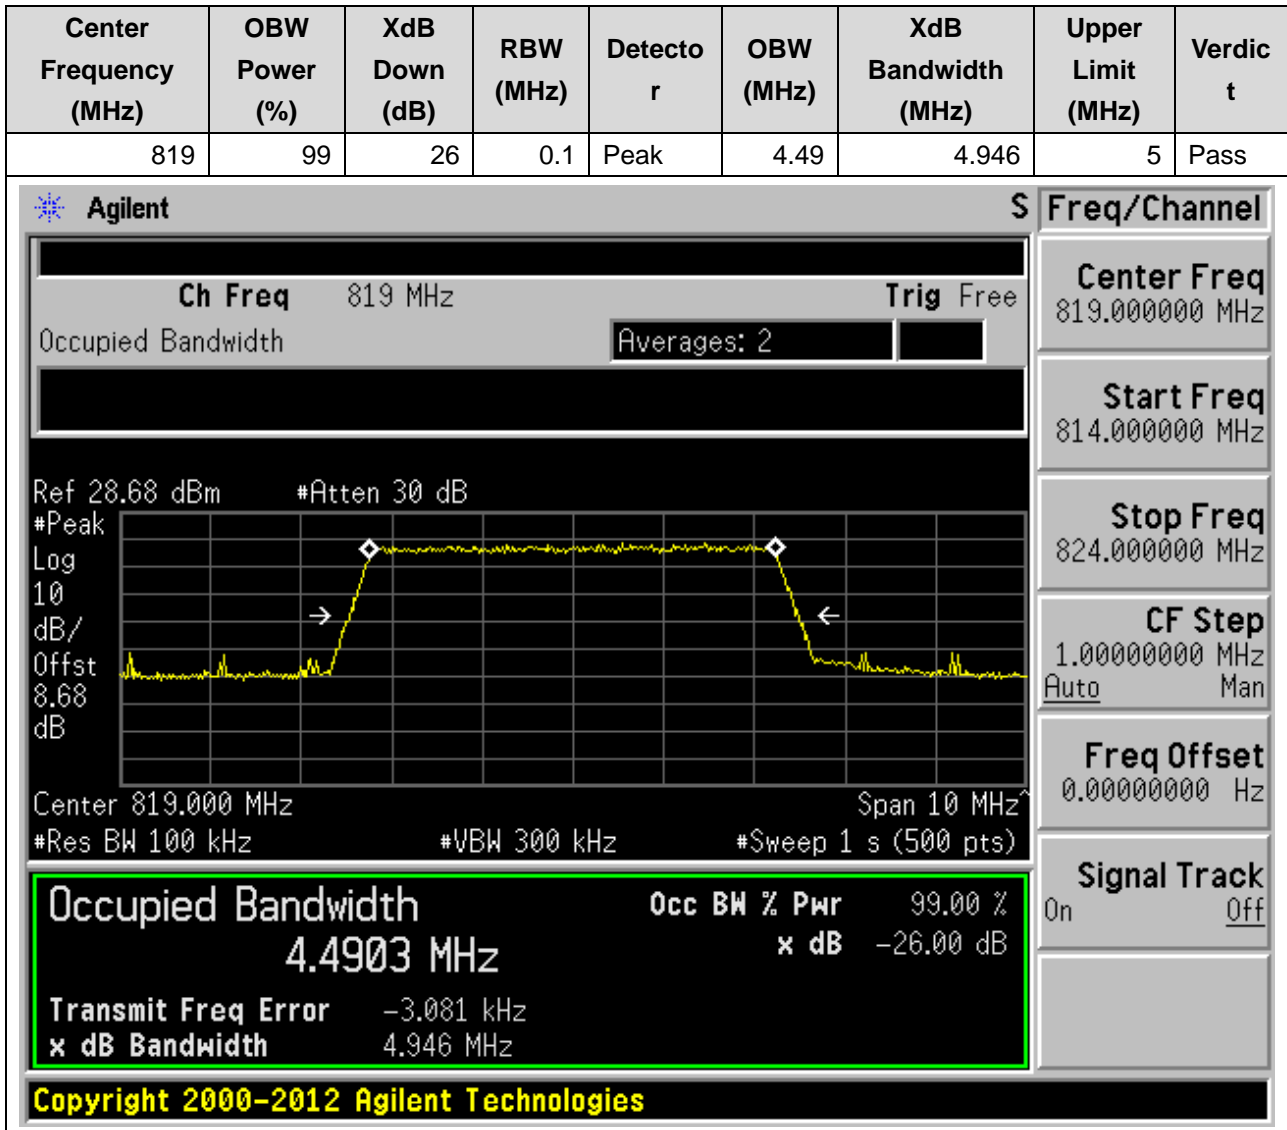 Center Frequency (MHz) OBW Power (%) XdB Down (dB) RBW (MHz) Detecto r OBW (MHz) XdB Bandwidth (MHz) Upper Limit (MHz) Verdic t
819 99 26 0.1 Peak 4.49 4.946 5 Pass
Agilent S
Ch Freq 819 MHz Trig Free
Occupied Bandwidth Averages: 2
Ref 28.68 dBm #Atten 30 dB
#Peak
Log
10
dB/
Offst
8.68
dB
Center 819.000 MHz Span 10 MHz^
#Res BW 100 kHz #VBW 300 kHz #Sweep 1 s (500 pts)
Occupied Bandwidth Occ BW % Pwr 99.00 %
4.4903 MHz x dB -26.00 dB
Transmit Freq Error -3.081 kHz
x dB Bandwidth 4.946 MHz
Copyright 2000-2012 Agilent Technologies
Freq/Channel
Center Freq
819.000000 MHz
Start Freq
814.000000 MHz
Stop Freq
824.000000 MHz
CF Step
1.00000000 MHz
Auto Man
Freq Offset
0.00000000 Hz
Signal Track
On Off